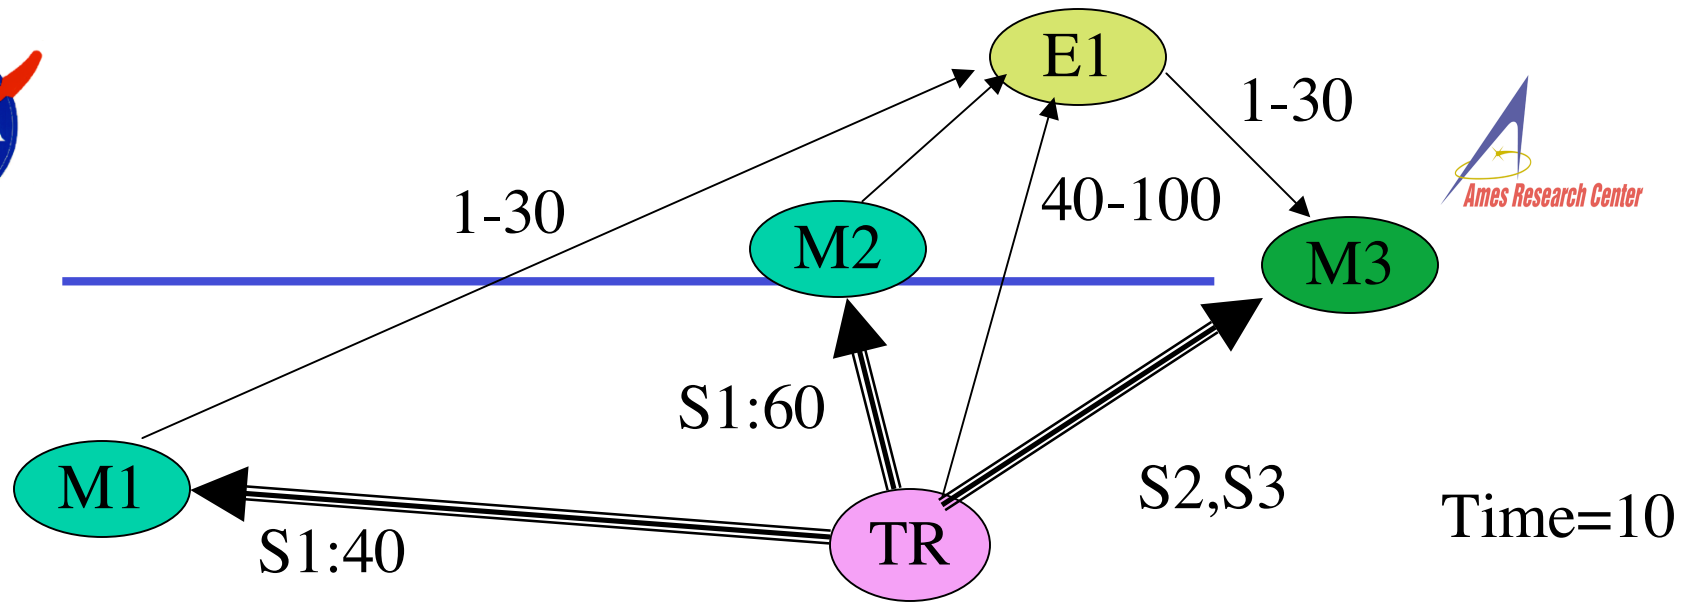 E1
1-30
40-100
1-30
Ames Research Center
M2
M3
S1:60
M1
S2,S3
Time=10
TR
S1:40